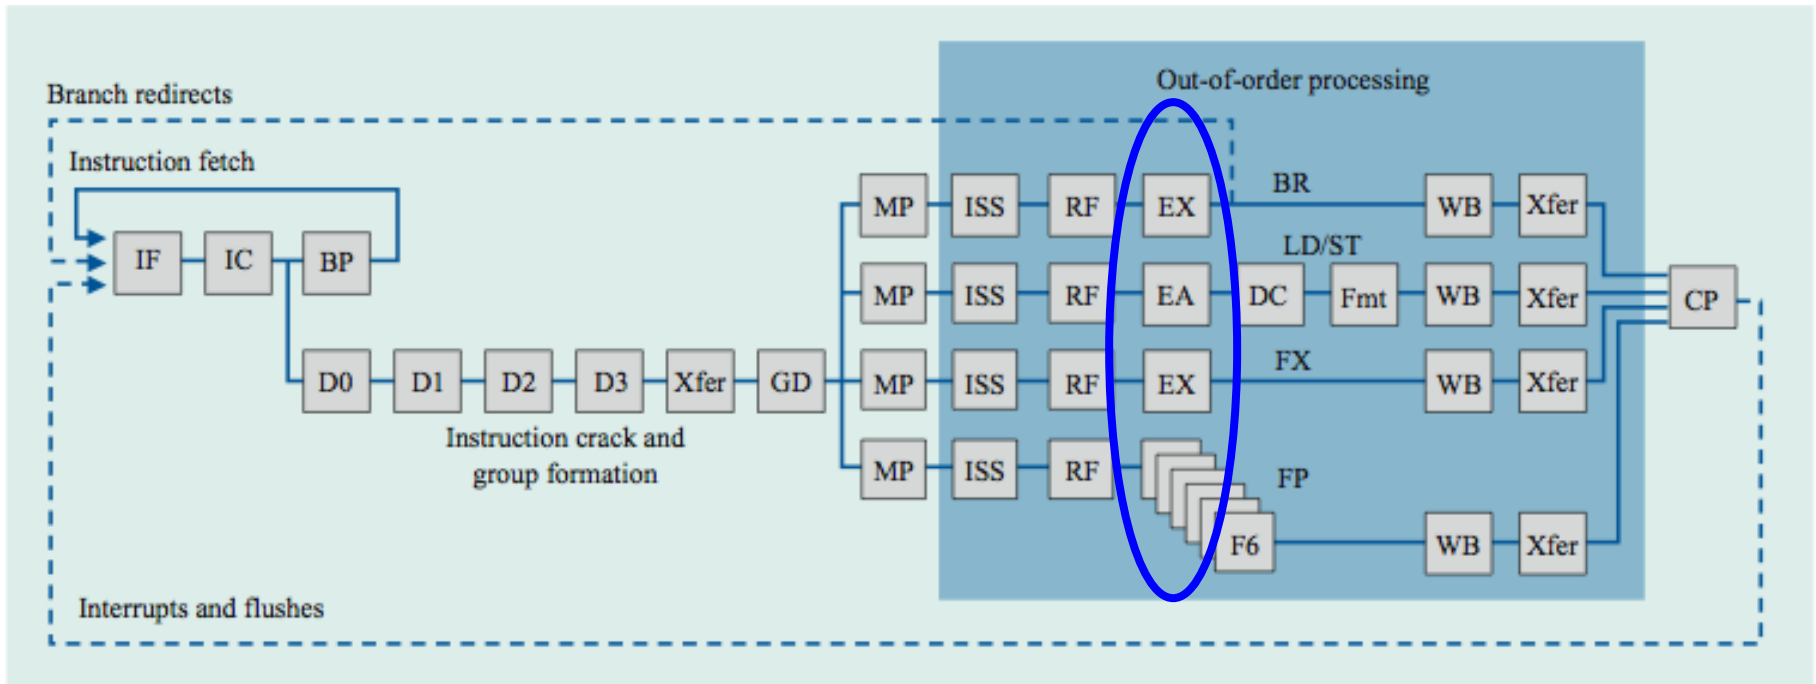 Out-of-order processing
Branch redirects
Instruction fetch
BR
MP ISS RF EX WB Xfer
LD/ST
IF IC BP
MP ISS RF EA DC Fmt WB Xfer CP
FX
D0 D1 D2 D3 Xfer GD MP ISS RF EX WB Xfer
Instruction crack and
group formation
MP ISS RF FP
F6 WB Xfer
Interrupts and flushes